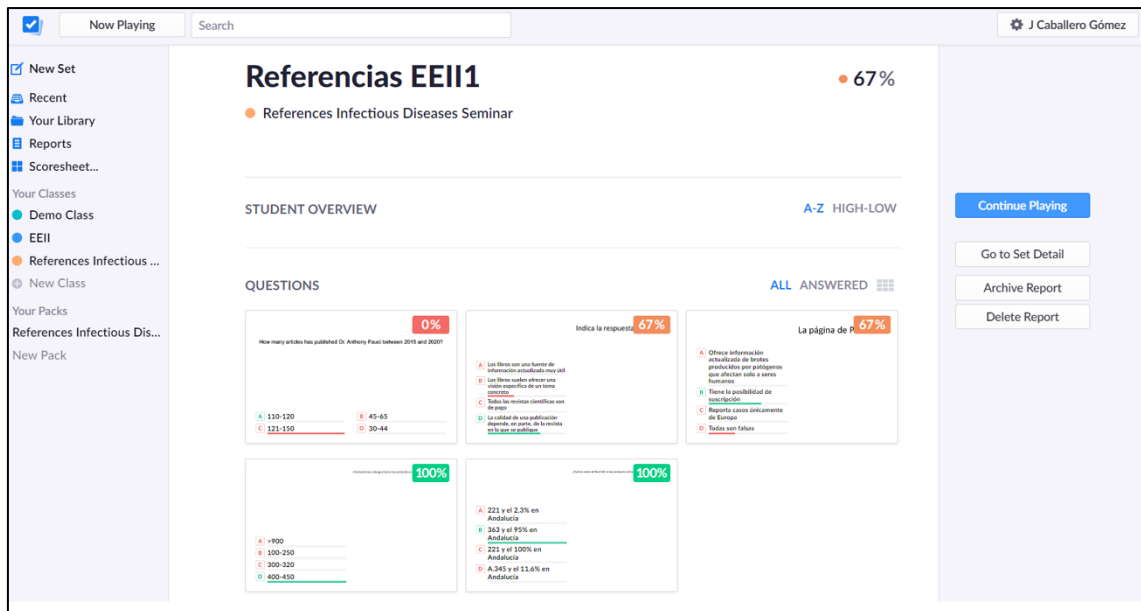 Now Playing
Search
J Caballero Gómez
New Set
Recent
Your Library
Reports
Scoresheet...
Your Classes
Demo Class
EEII
References Infectious ...
New Class
Your Packs
References Infectious Dis...
New Pack
Referencias EEII1
67%
References Infectious Diseases Seminar
STUDENT OVERVIEW
A-Z HIGH-LOW
QUESTIONS
ALL ANSWERED
0%
How many articles has published Dr. Anthony Fauci between 2015 and 2020?
A 110-120
B 45-65
C 121-150
D 30-44
67%
Indica la respuesta
A Los libros son una fuente de
información actualizada muy útil
B Los libros suelen ofrecer una
visión específica de un tema
concreto
C Todas las revistas científicas son
de pago
D La calidad de una publicación
depende, en parte, de la revista
en la que se publique
67%
La página de P
A Ofrece información
actualizada de brotes
producidos por patógenos
que afectan solo a seres
humanos
B Tiene la posibilidad de
suscripción
C Reporta casos únicamente
de Europa
D Todas son falsas
100%
A >900
B 100-250
C 300-320
D 400-450
100%
A 221 y el 2,3% en
Andalucía
B 363 y el 95% en
Andalucía
C 221 y el 100% en
Andalucía
D A.345 y el 11,6% en
Andalucía
Continue Playing
Go to Set Detail
Archive Report
Delete Report